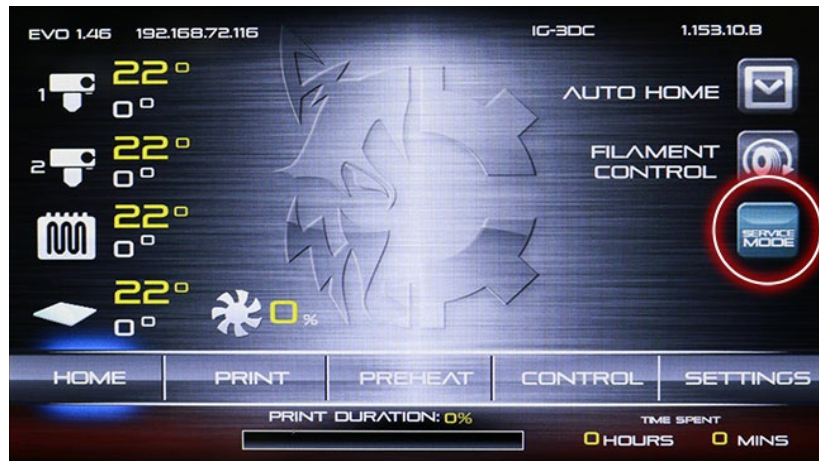 EVO 1.46 192.168.72.116 IG-3DC 1.153.10.8
1 22°
0°
AUTO HOME
2 22°
0°
FILAMENT
CONTROL
22°
0°
SERVICE
MODE
22°
0°
0%
HOME PRINT PREHEAT CONTROL SETTINGS
PRINT DURATION: 0% TIME SPENT
0 HOURS 0 MINS